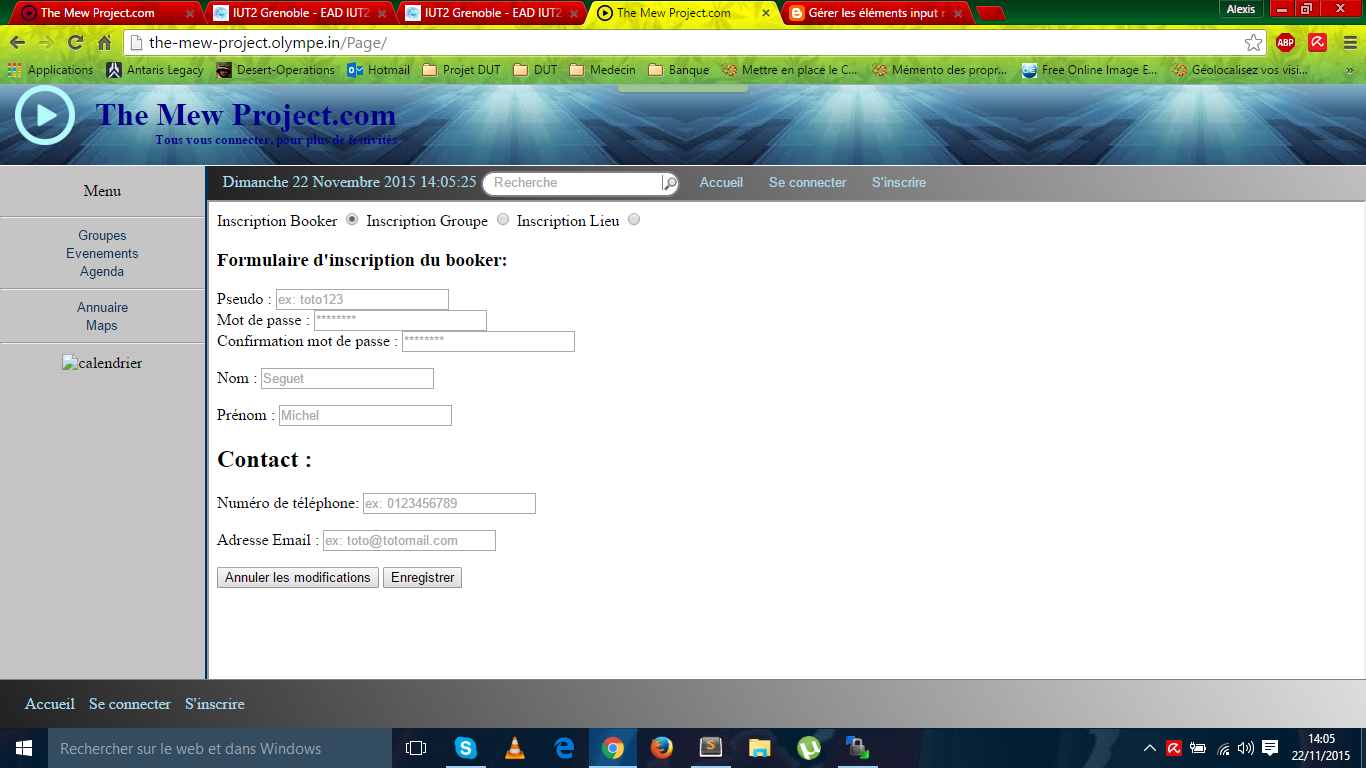 The Mew Project.com
IUT2 Grenoble - EAD IUT2
IUT2 Grenoble - EAD IUT2
The Mew Project.com
Gérer les éléments input r
Alexis
the-mew-project.olympe.in/Page/
ABP
Applications
Antaris Legacy
Desert-Operations
Hotmail
Projet DUT
DUT
Medecin
Banque
Mettre en place le C...
Mémento des propr...
Free Online Image E...
Géolocalisez vos visi...
»
The Mew Project.com
Tous vous connecter, pour plus de festivités
Menu
Dimanche 22 Novembre 2015 14:05:25
Recherche
Accueil
Se connecter
S'inscrire
Groupes
Evenements
Agenda
Annuaire
Maps
calendrier
Inscription Booker Inscription Groupe Inscription Lieu
Formulaire d'inscription du booker:
Pseudo : ex: toto123
Mot de passe : ********
Confirmation mot de passe : ********
Nom : Seguet
Prénom : Michel
Contact :
Numéro de téléphone: ex: 0123456789
Adresse Email : ex: toto@totomail.com
Annuler les modifications Enregistrer
Accueil Se connecter S'inscrire
Rechercher sur le web et dans Windows
14:05
22/11/2015